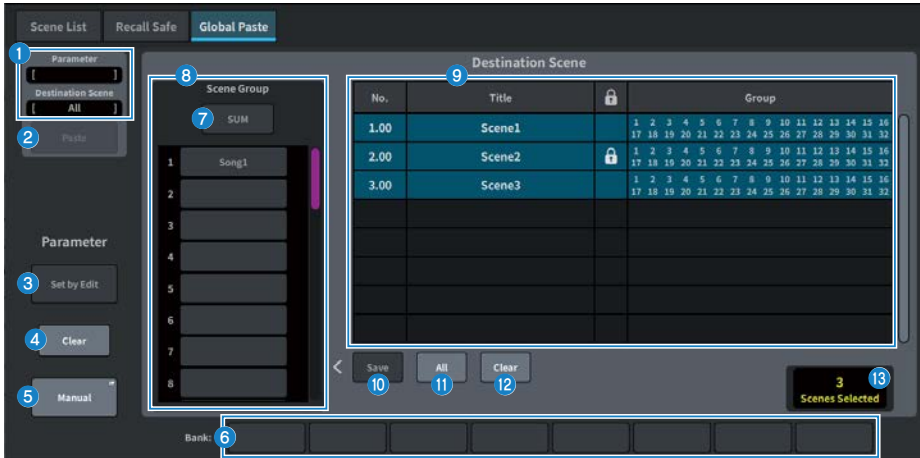 Scene List Recall Safe Global Paste
1
Parameter
[ ]
Destination Scene
[ All ]
2 Paste
Parameter
3 Set by Edit
4 Clear
5 Manual
8
Scene Group
7 SUM
1 Song1
2
3
4
5
6
7
8
Destination Scene
9
No. Title Group
1.00 Scene1 1 2 3 4 5 6 7 8 9 10 11 12 13 14 15 16
17 18 19 20 21 22 23 24 25 26 27 28 29 30 31 32
2.00 Scene2 1 2 3 4 5 6 7 8 9 10 11 12 13 14 15 16
17 18 19 20 21 22 23 24 25 26 27 28 29 30 31 32
3.00 Scene3 1 2 3 4 5 6 7 8 9 10 11 12 13 14 15 16
17 18 19 20 21 22 23 24 25 26 27 28 29 30 31 32
< Save All Clear
10 11 12
3 13
Scenes Selected
Bank: 6